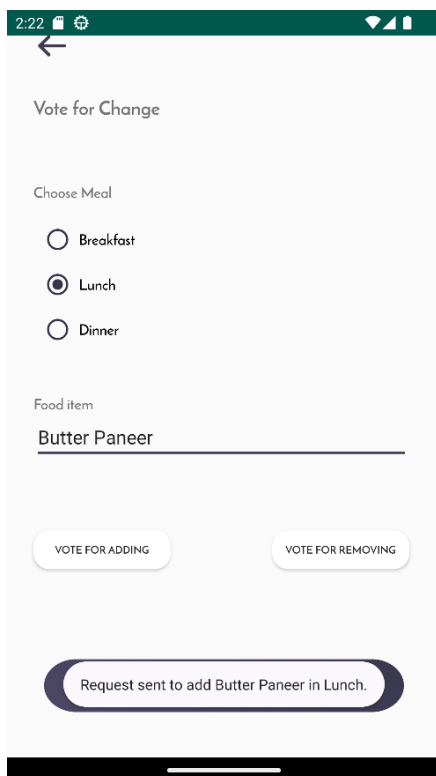 2:22
Vote for Change
Choose Meal
Breakfast
Lunch
Dinner
Food item
Butter Paneer
VOTE FOR ADDING
VOTE FOR REMOVING
Request sent to add Butter Paneer in Lunch.